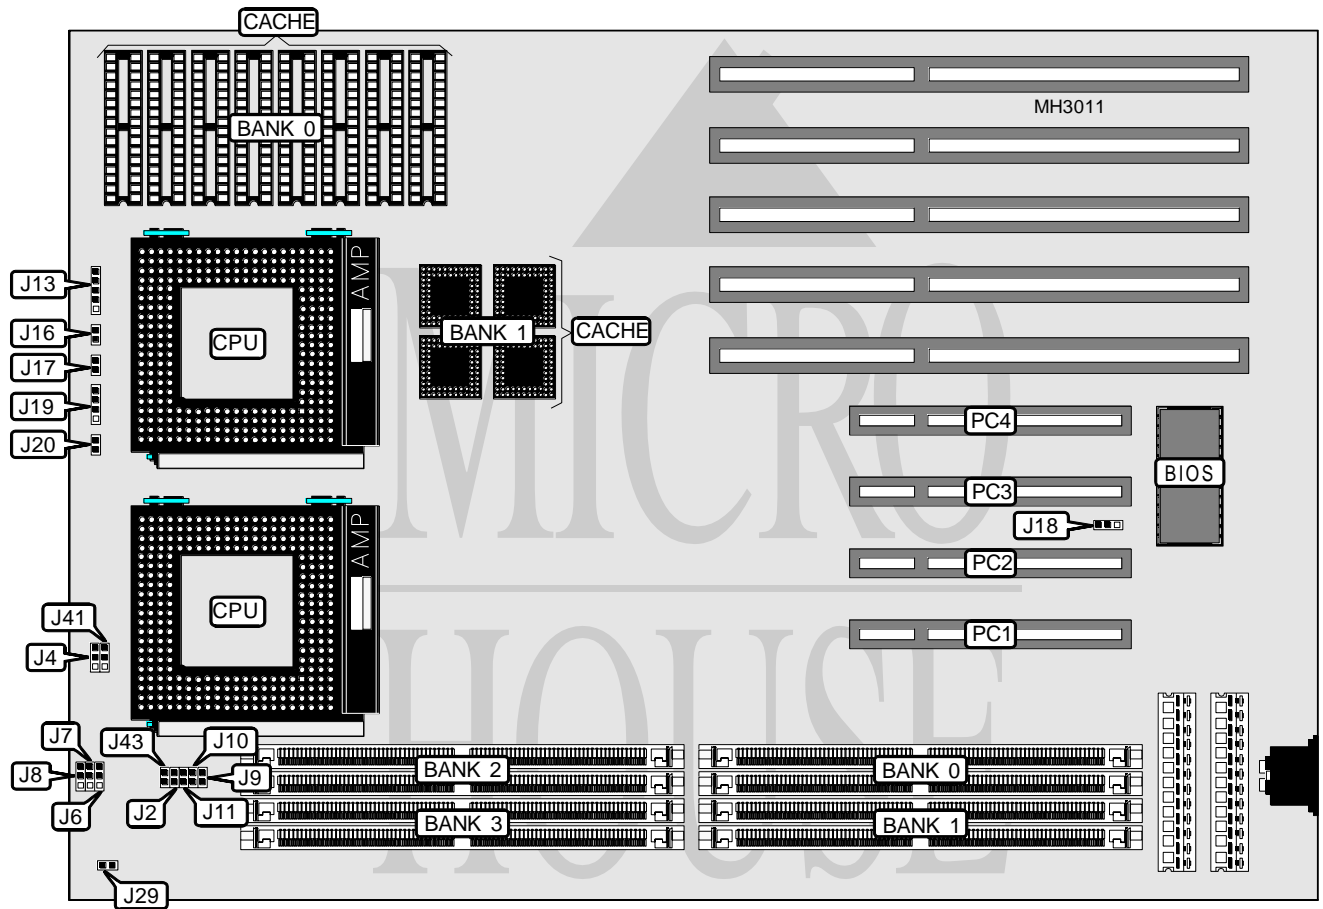 CACHE
MH3011
BANK 0
AMP
J13
J16
CPU
BANK 1
CACHE
J17
J19
J20
PC4
BIOS
PC3
J18
AMP
PC2
CPU
J41
PC1
J4
J7
J43
J10
J8
J9
BANK 2
BANK 0
J6
J2
J11
BANK 3
BANK 1
J29
MICRO
HOUSE